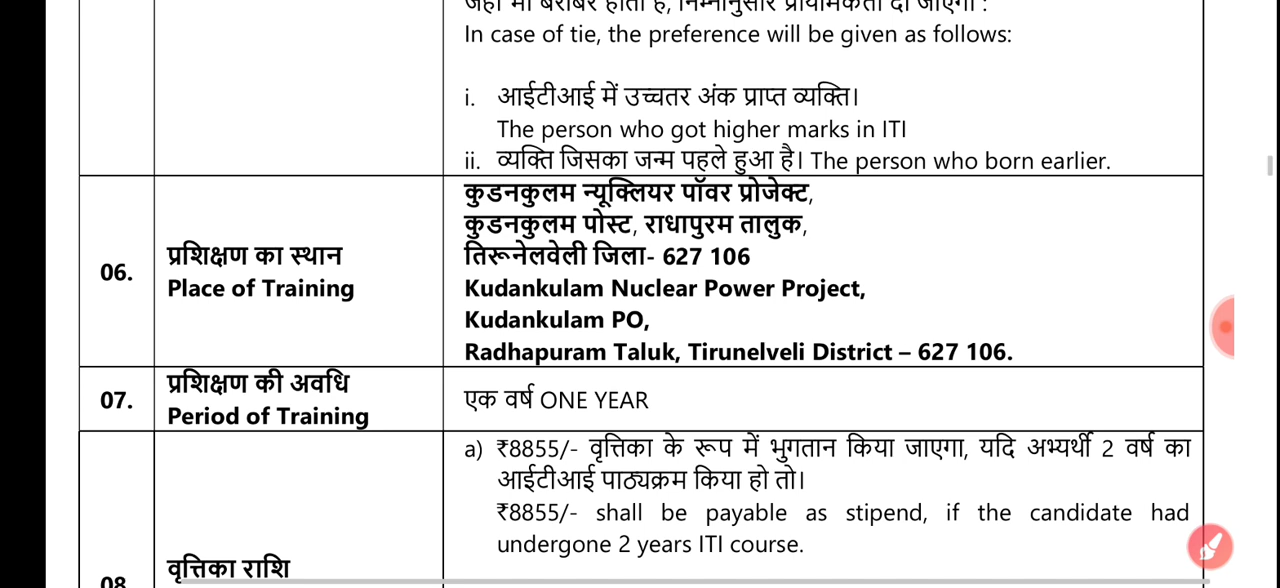 In case of tie, the preference will be given as follows:
i. आईटीआई में उच्चतर अंक प्राप्त व्यक्ति।
The person who got higher marks in ITI
ii. व्यक्ति जिसका जन्म पहले हुआ है। The person who born earlier.
06.
प्रशिक्षण का स्थान
Place of Training
कुडनकुलम न्यूक्लियर पॉवर प्रोजेक्ट,
कुडनकुलम पोस्ट, राधापुरम तालुक,
तिरूनेलवेली जिला- 627 106
Kudankulam Nuclear Power Project,
Kudankulam PO,
Radhapuram Taluk, Tirunelveli District – 627 106.
07.
प्रशिक्षण की अवधि
Period of Training
एक वर्ष ONE YEAR
08
वृत्तिका राशि
a) ₹8855/- वृत्तिका के रूप में भुगतान किया जाएगा, यदि अभ्यर्थी 2 वर्ष का
आईटीआई पाठ्यक्रम किया हो तो।
₹8855/- shall be payable as stipend, if the candidate had
undergone 2 years ITI course.